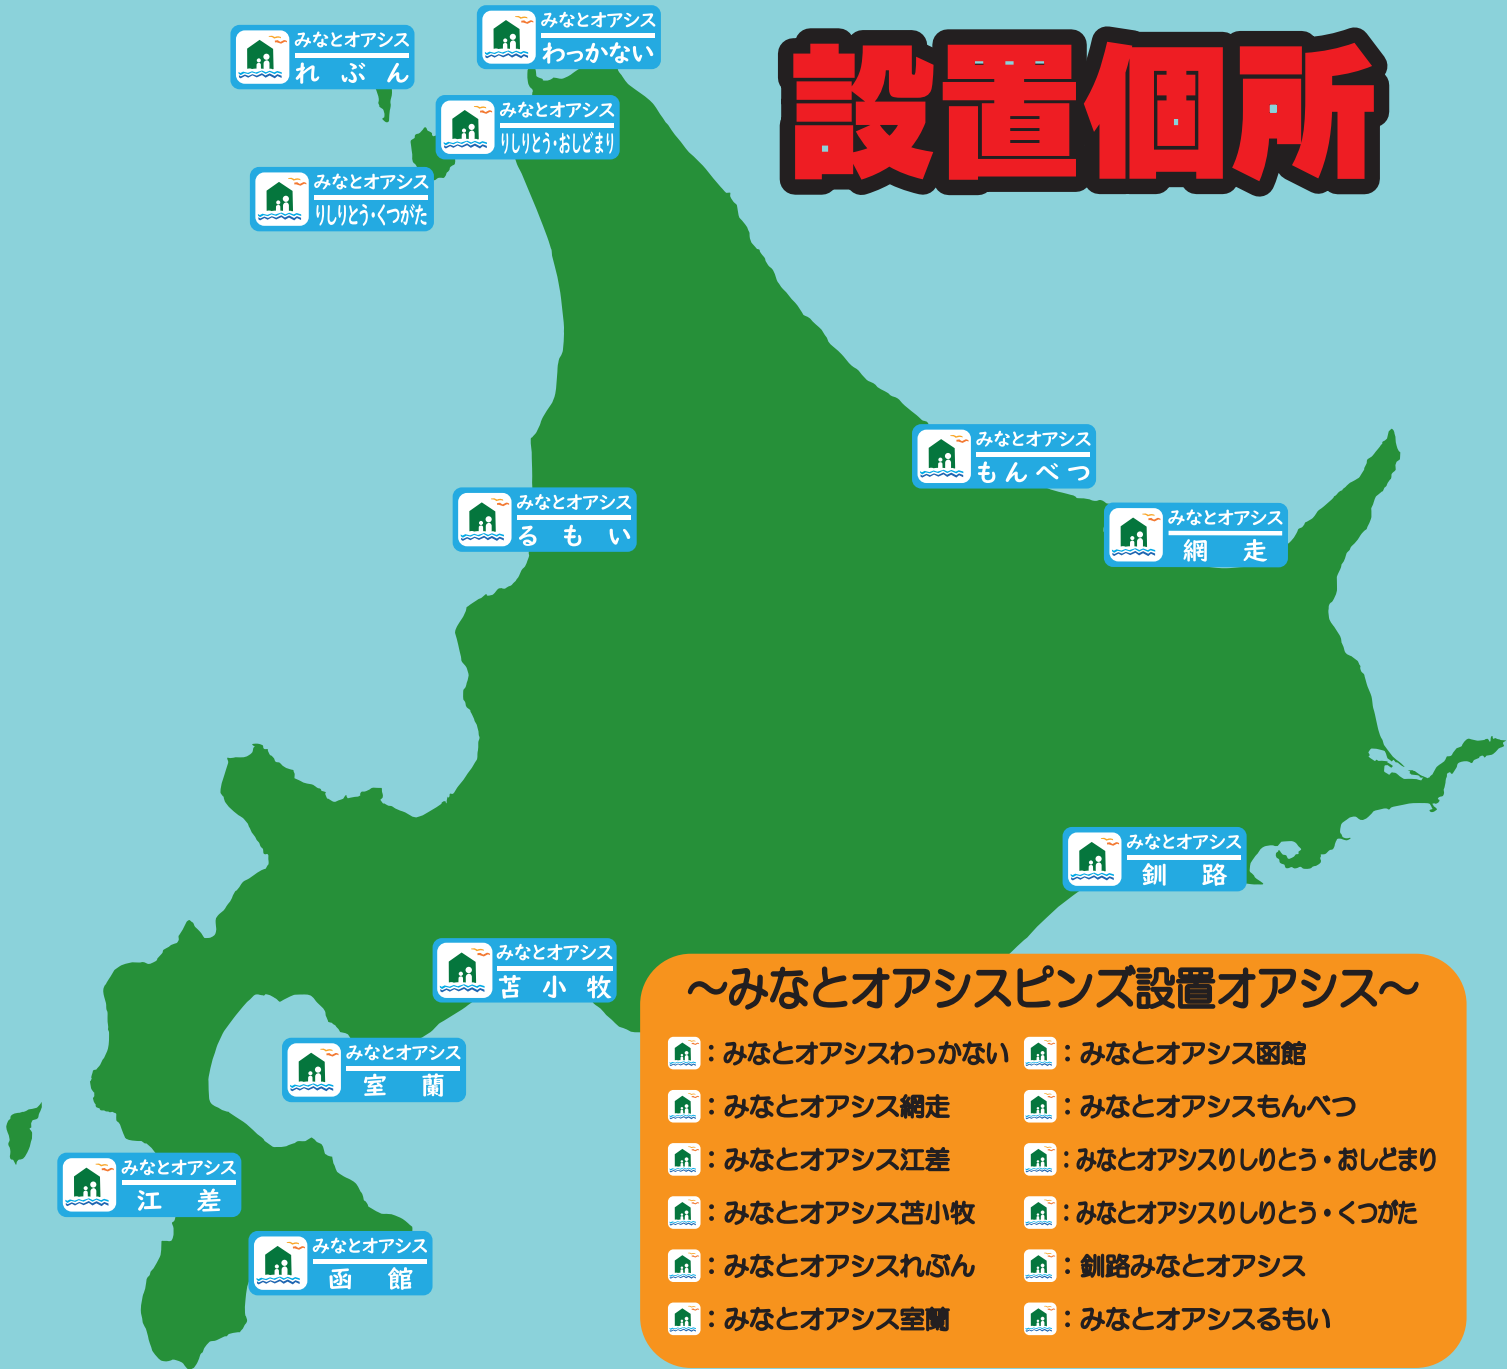 設置個所
みなとオアシス
わっかない
みなとオアシス
れぶん
みなとオアシス
りしりとう・おしどまり
みなとオアシス
りしりとう・くつがた
みなとオアシス
もんべつ
みなとオアシス
るもい
みなとオアシス
網走
みなとオアシス
釧路
みなとオアシス
苫小牧
みなとオアシス
室蘭
みなとオアシス
江差
みなとオアシス
函館
～みなとオアシスピンズ設置オアシス～
：みなとオアシスわっかない
：みなとオアシス網走
：みなとオアシス江差
：みなとオアシス苫小牧
：みなとオアシスれぶん
：みなとオアシス室蘭
：みなとオアシス函館
：みなとオアシスもんべつ
：みなとオアシスりしりとう・おしどまり
：みなとオアシスりしりとう・くつがた
：釧路みなとオアシス
：みなとオアシスるもい